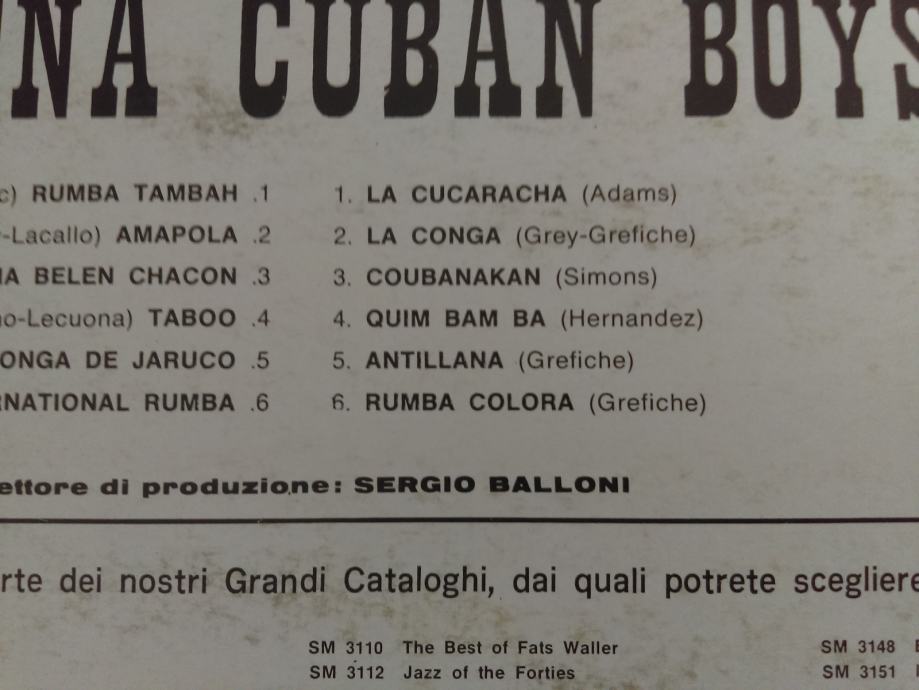 NA CUBAN BOYS
c) RUMBA TAMBAH .1
-Lacallo) AMAPOLA .2
A BELEN CHACON .3
o-Lecuona) TABOO .4
ONGA DE JARUCO .5
NATIONAL RUMBA .6
1. LA CUCARACHA (Adams)
2. LA CONGA (Grey-Grefiche)
3. COUBANAKAN (Simons)
4. QUIM BAM BA (Hernandez)
5. ANTILLANA (Grefiche)
6. RUMBA COLORA (Grefiche)
ettore di produzione: SERGIO BALLONI
rte dei nostri Grandi Cataloghi, dai quali potrete scegliere
SM 3110 The Best of Fats Waller
SM 3112 Jazz of the Forties
SM 3148
SM 3151